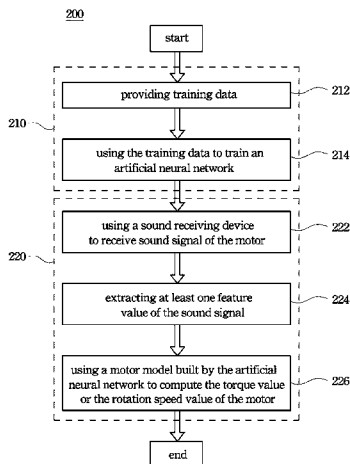 200
start
providing training data
212
210
using the training data to train an
artificial neural network
214
using a sound receiving device
to receive sound signal of the motor
222
220
extracting at least one feature
value of the sound signal
224
using a motor model built by the artificial
neural network to compute the torque value
or the rotation speed value of the motor
226
end